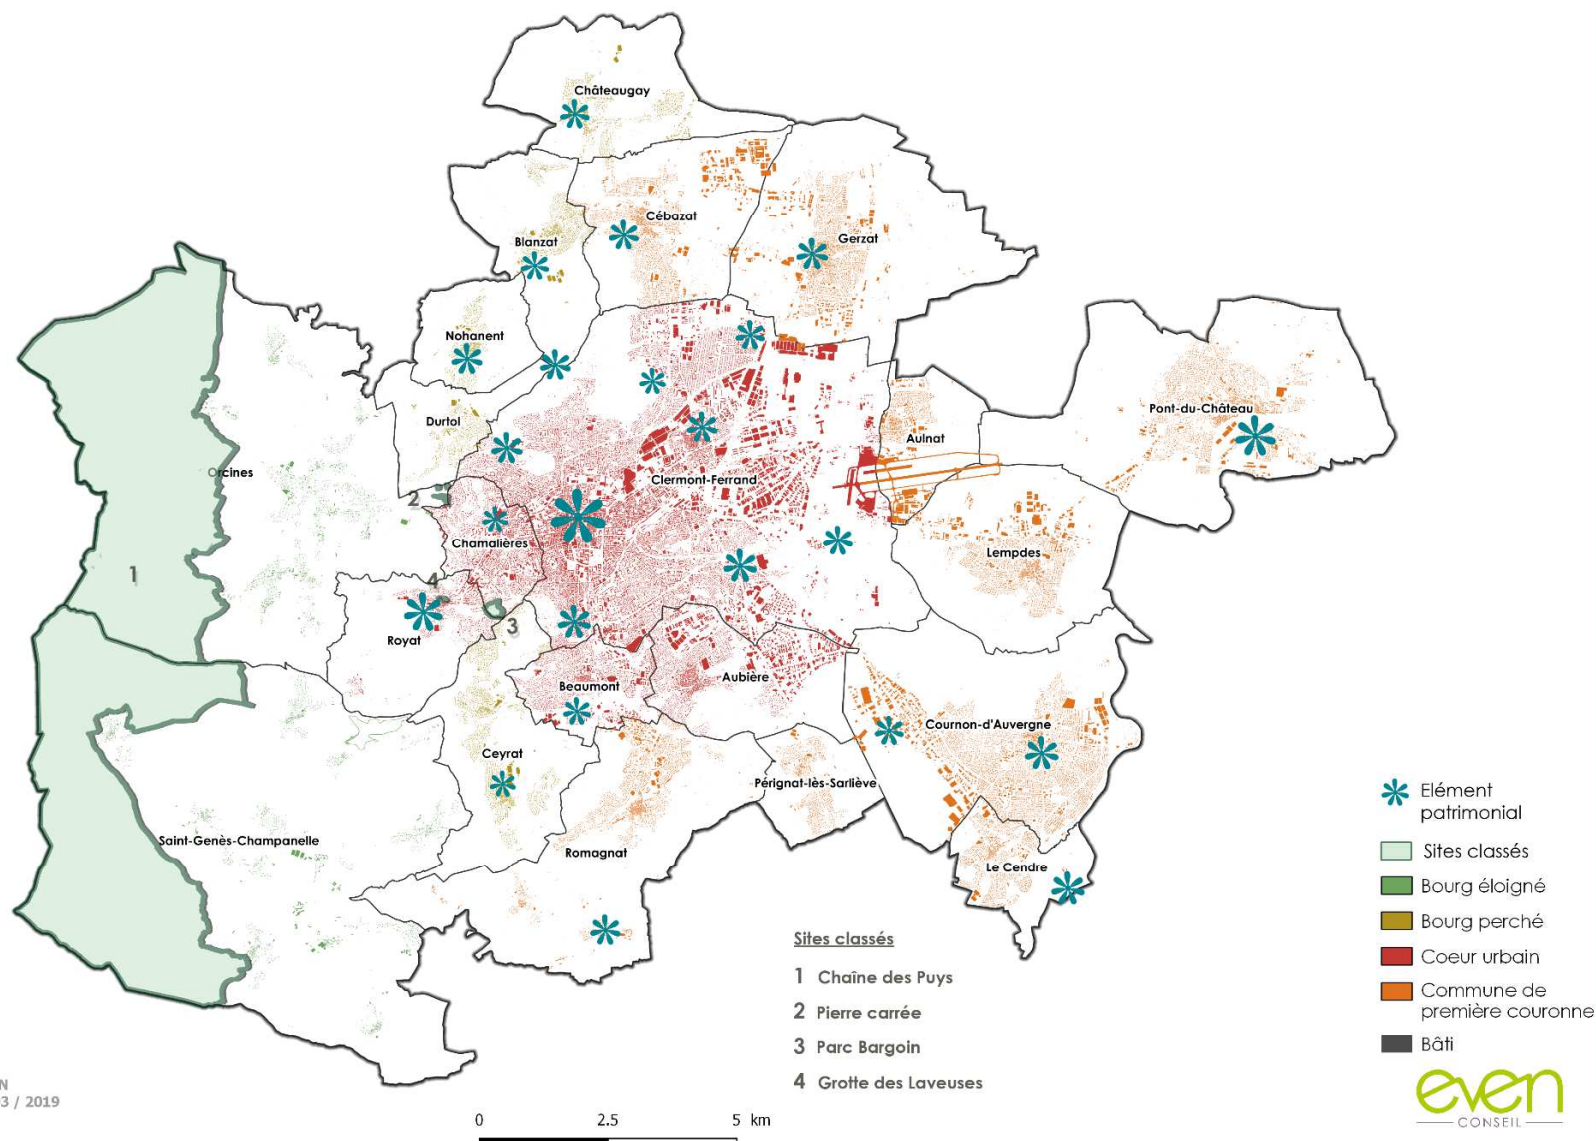 Châteaugay
Cébazat
Gerzat
Blanzat
Nohanent
Durtol
Pont-du-Château
Aulnat
Orcines
Clermont-Ferrand
2
Chamalières
Lempdes
1
4
3
Royat
Beaumont
Aubière
Cournon-d'Auvergne
Ceyrat
Pérignat-lès-Sarliève
Saint-Genès-Champanelle
Romagnat
Le Cendre
Elément
patrimonial
Sites classés
Bourg éloigné
Bourg perché
Coeur urbain
Commune de
première couronne
Bâti
Sites classés
1 Chaîne des Puys
2 Pierre carrée
3 Parc Bargoin
4 Grotte des Laveuses
N
3 / 2019
0 2.5 5 km
even
CONSEIL